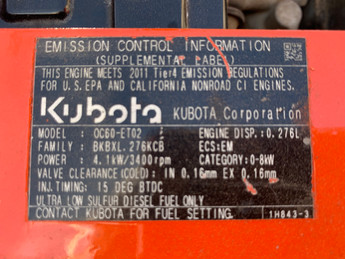 EMISSION CONTROL INFORMATION
(SUPPLEMENTAL LABEL)
THIS ENGINE MEETS 2011 Tier4 EMISSION REGULATIONS
FOR U.S.EPA AND CALIFORNIA NONROAD CI ENGINES.
Kubota KUBOTA Corporation
MODEL : OC60-ET02 ENGINE DISP.:0.276L
FAMILY : BKBXL.276KCB ECS:EM
POWER : 4.1kW/3400rpm CATEGORY:0-8kW
VALVE CLEARANCE(COLD): IN 0.16mm EX 0.16mm
INJ.TIMING: 15 DEG BTDC
ULTRA LOW SULFUR DIESEL FUEL ONLY
CONTACT KUBOTA FOR FUEL SETTING. 1H843-3